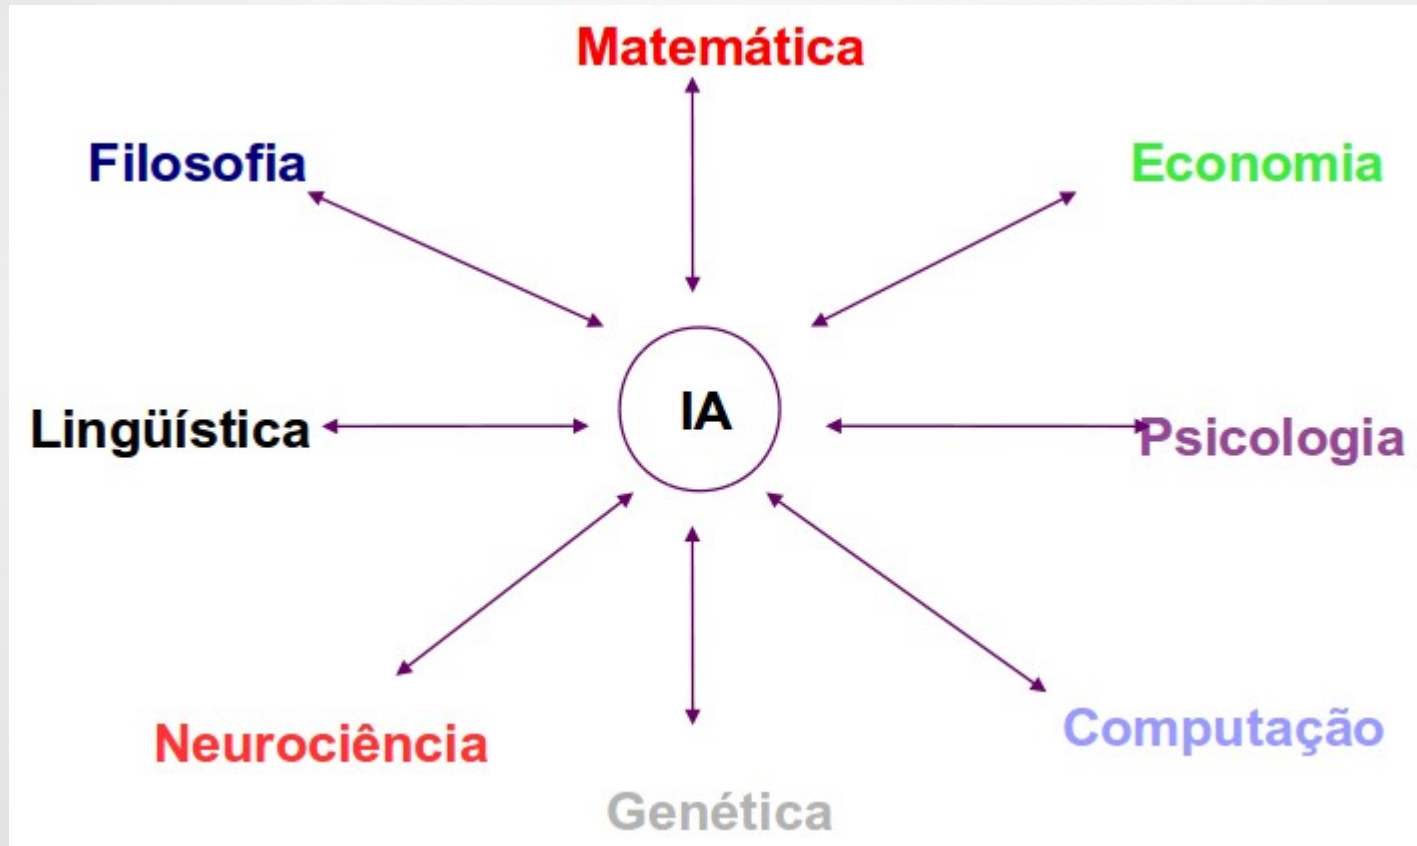 Matemática
Filosofia
Economia
IA
Lingüística
Psicologia
Neurociência
Computação
Genética